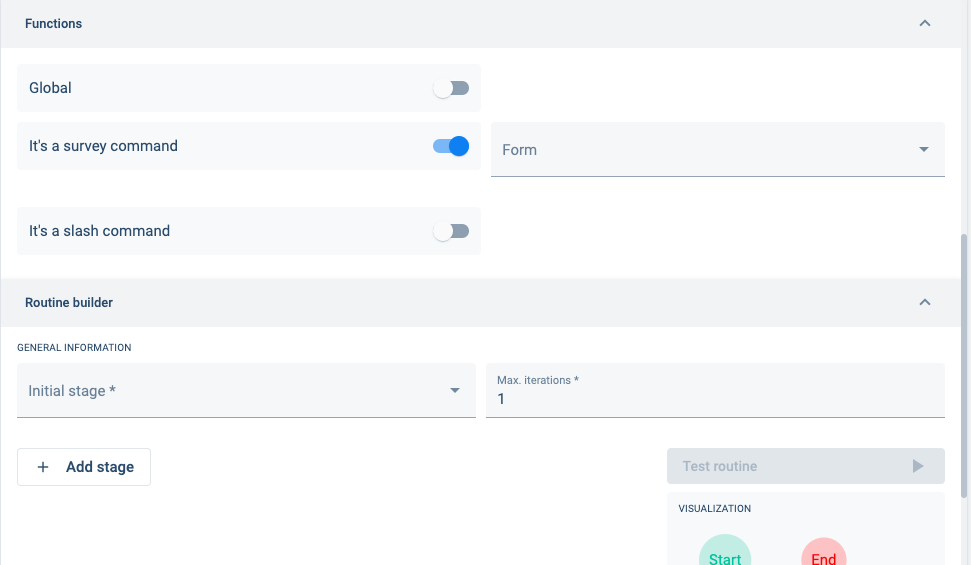 Functions
Global
It's a survey command
Form
It's a slash command
Routine builder
GENERAL INFORMATION
Initial stage *
Max. iterations *
1
+ Add stage
Test routine
VISUALIZATION
Start
End